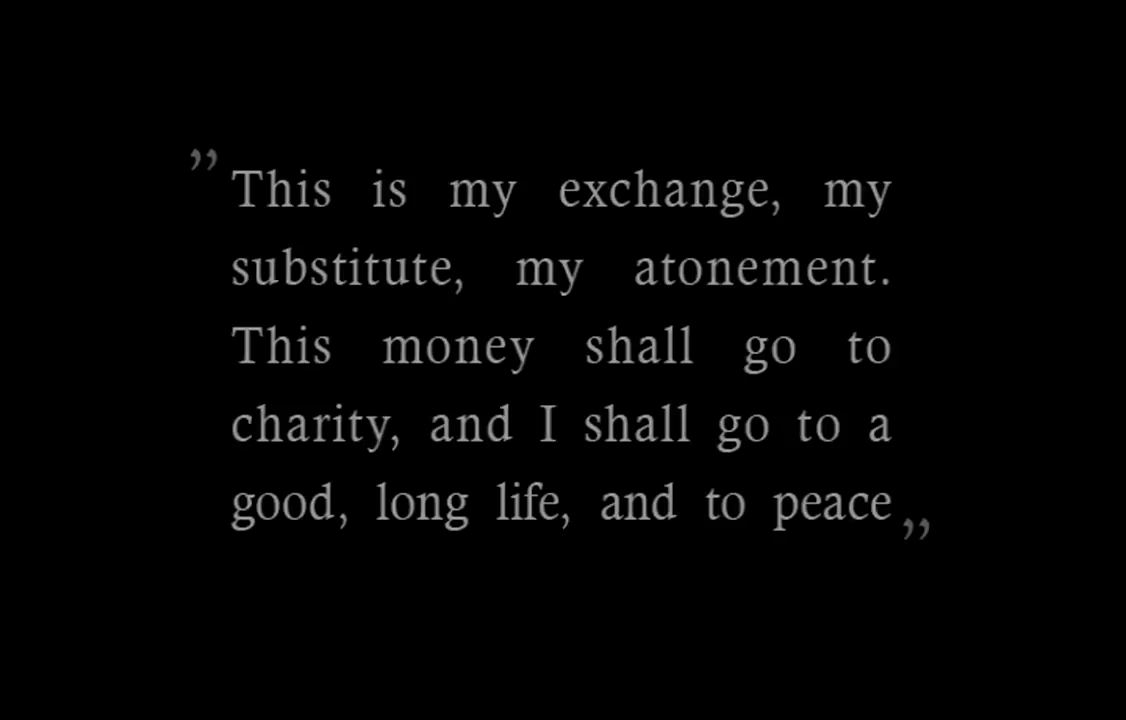 ”This is my exchange, my
substitute, my atonement.
This money shall go to
charity, and I shall go to a
good, long life, and to peace”